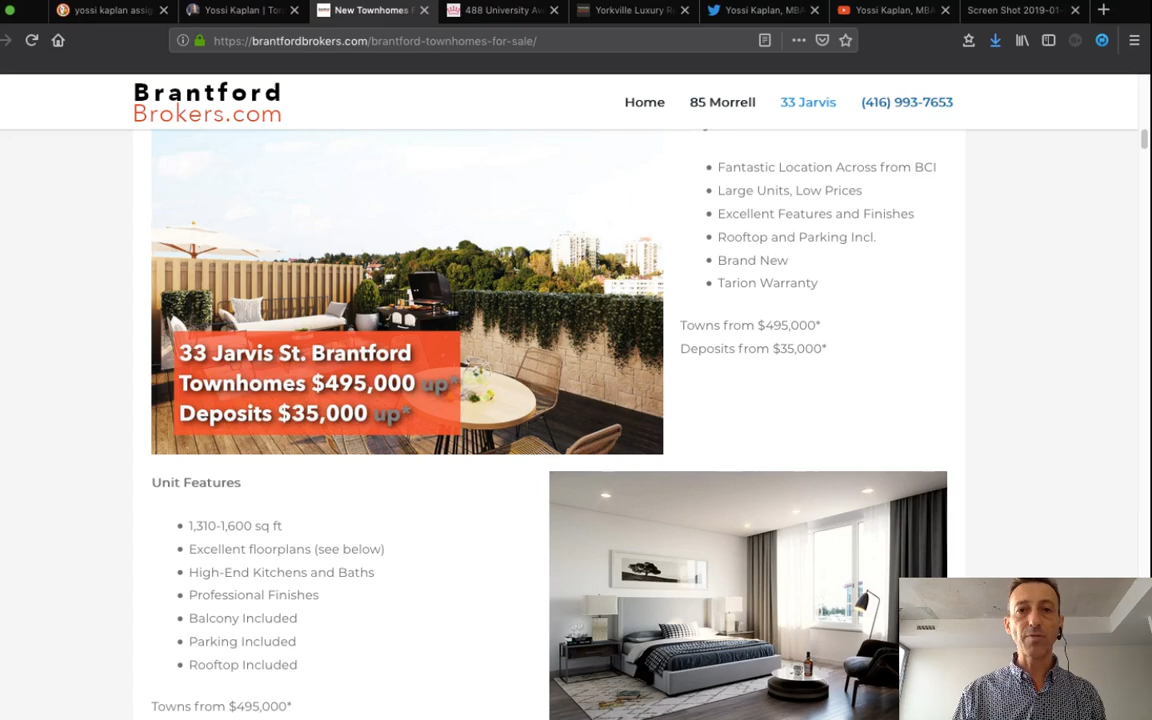 yossi kaplan assig
Yossi Kaplan | Tor
New Townhomes F
488 University Av
Yorkville Luxury R
Yossi Kaplan, MBA
Yossi Kaplan, MBA
Screen Shot 2019-01-
https://brantfordbrokers.com/brantford-townhomes-for-sale/
Brantford
Brokers.com
Home
85 Morrell
33 Jarvis
(416) 993-7653
Fantastic Location Across from BCI
Large Units, Low Prices
Excellent Features and Finishes
Rooftop and Parking Incl.
Brand New
Tarion Warranty
Towns from $495,000*
Deposits from $35,000*
33 Jarvis St. Brantford
Townhomes $495,000 up*
Deposits $35,000 up*
Unit Features
1,310-1,600 sq ft
Excellent floorplans (see below)
High-End Kitchens and Baths
Professional Finishes
Balcony Included
Parking Included
Rooftop Included
Towns from $495,000*